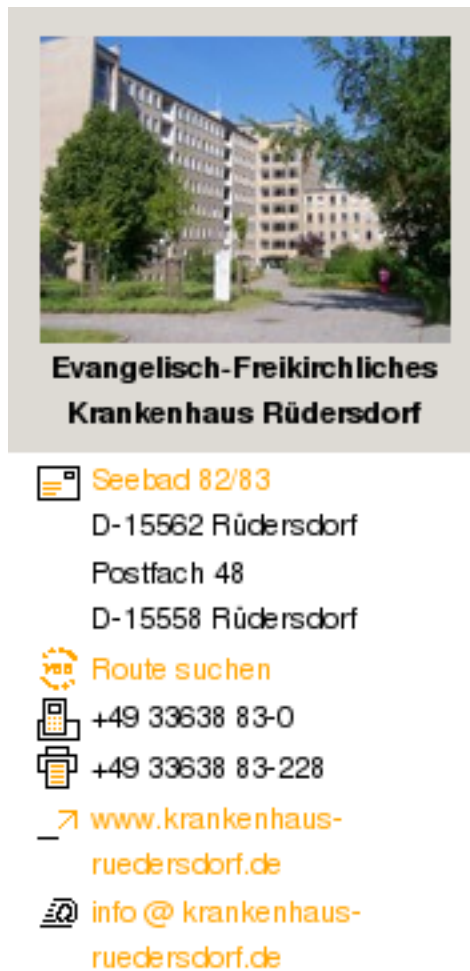 Evangelisch-Freikirchliches
Krankenhaus Rüdersdorf
Seebad 82/83
D-15562 Rüdersdorf
Postfach 48
D-15558 Rüdersdorf
VBB Route suchen
+49 33638 83-0
+49 33638 83-228
www.krankenhaus-
ruedersdorf.de
info @ krankenhaus-
ruedersdorf.de